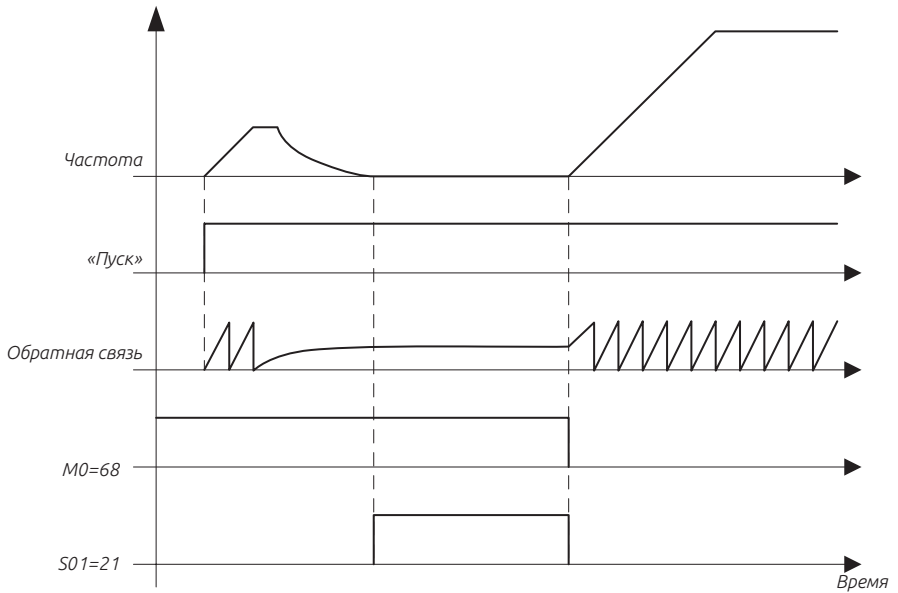 Частота
«Пуск»
Обратная связь
M0=68
S01=21
Время